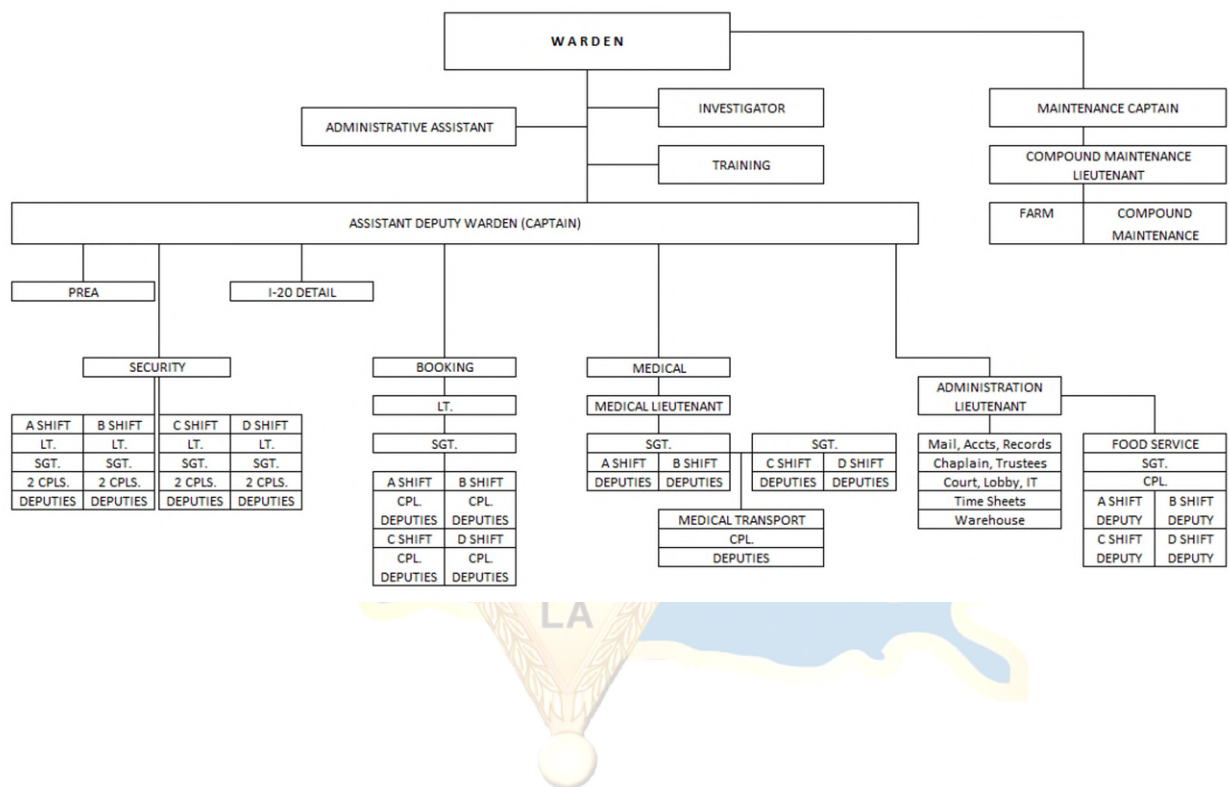 WARDEN
INVESTIGATOR
MAINTENANCE CAPTAIN
ADMINISTRATIVE ASSISTANT
TRAINING
COMPOUND MAINTENANCE
LIEUTENANT
FARM
COMPOUND
MAINTENANCE
ASSISTANT DEPUTY WARDEN (CAPTAIN)
PREA
I-20 DETAIL
SECURITY
A SHIFT B SHIFT C SHIFT D SHIFT
LT. LT. LT. LT.
SGT. SGT. SGT. SGT.
2 CPLS. 2 CPLS. 2 CPLS. 2 CPLS.
DEPUTIES DEPUTIES DEPUTIES DEPUTIES
BOOKING
LT.
SGT.
A SHIFT B SHIFT
CPL. CPL.
DEPUTIES DEPUTIES
C SHIFT D SHIFT
CPL. CPL.
DEPUTIES DEPUTIES
MEDICAL
MEDICAL LIEUTENANT
SGT. SGT.
A SHIFT B SHIFT C SHIFT D SHIFT
DEPUTIES DEPUTIES DEPUTIES DEPUTIES
MEDICAL TRANSPORT
CPL.
DEPUTIES
ADMINISTRATION
LIEUTENANT
Mail, Accts, Records
Chaplain, Trustees
Court, Lobby, IT
Time Sheets
Warehouse
FOOD SERVICE
SGT.
CPL.
A SHIFT B SHIFT
DEPUTY DEPUTY
C SHIFT D SHIFT
DEPUTY DEPUTY
LA